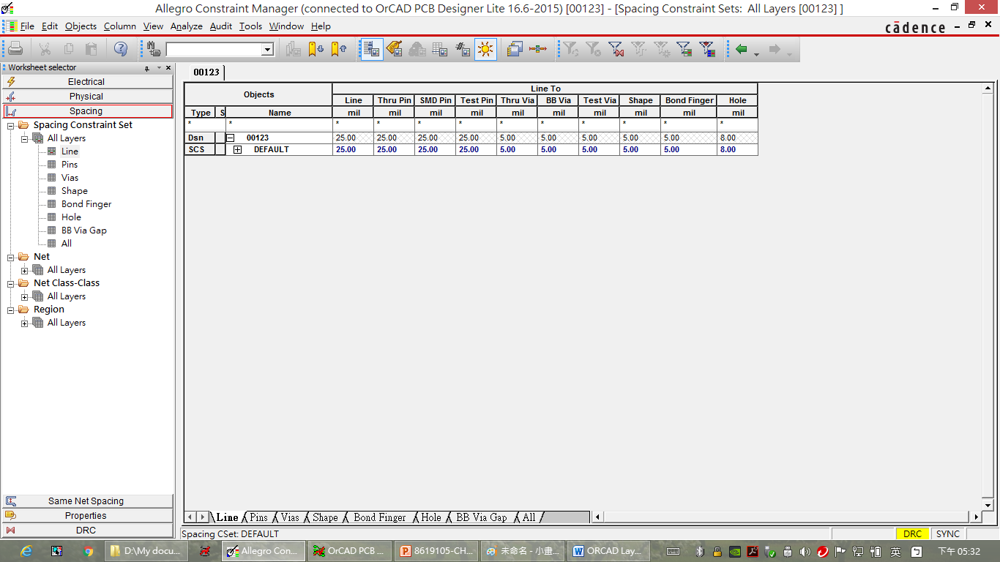 Allegro Constraint Manager (connected to OrCAD PCB Designer Lite 16.6-2015) [00123] - [Spacing Constraint Sets: All Layers [00123] ]
File Edit Objects Column View Analyze Audit Tools Window Help
cādence
Worksheet selector
Electrical
Physical
Spacing
Spacing Constraint Set
All Layers
Line
Pins
Vias
Shape
Bond Finger
Hole
BB Via Gap
All
Net
All Layers
Net Class-Class
All Layers
Region
All Layers
Same Net Spacing
Properties
DRC
00123
Objects Line To
Line Thru Pin SMD Pin Test Pin Thru Via BB Via Test Via Shape Bond Finger Hole
Type S Name mil mil mil mil mil mil mil mil mil mil
* * * * * * * * * * * *
Dsn 00123 25.00 25.00 25.00 25.00 5.00 5.00 5.00 5.00 5.00 8.00
SCS DEFAULT 25.00 25.00 25.00 25.00 5.00 5.00 5.00 5.00 5.00 8.00
Line Pins Vias Shape Bond Finger Hole BB Via Gap All
Spacing CSet: DEFAULT
DRC SYNC
D:\My docu... Allegro Con... OrCAD PCB ... 8619105-CH... 未命名 - 小畫... ORCAD Lay... 英 下午 05:32